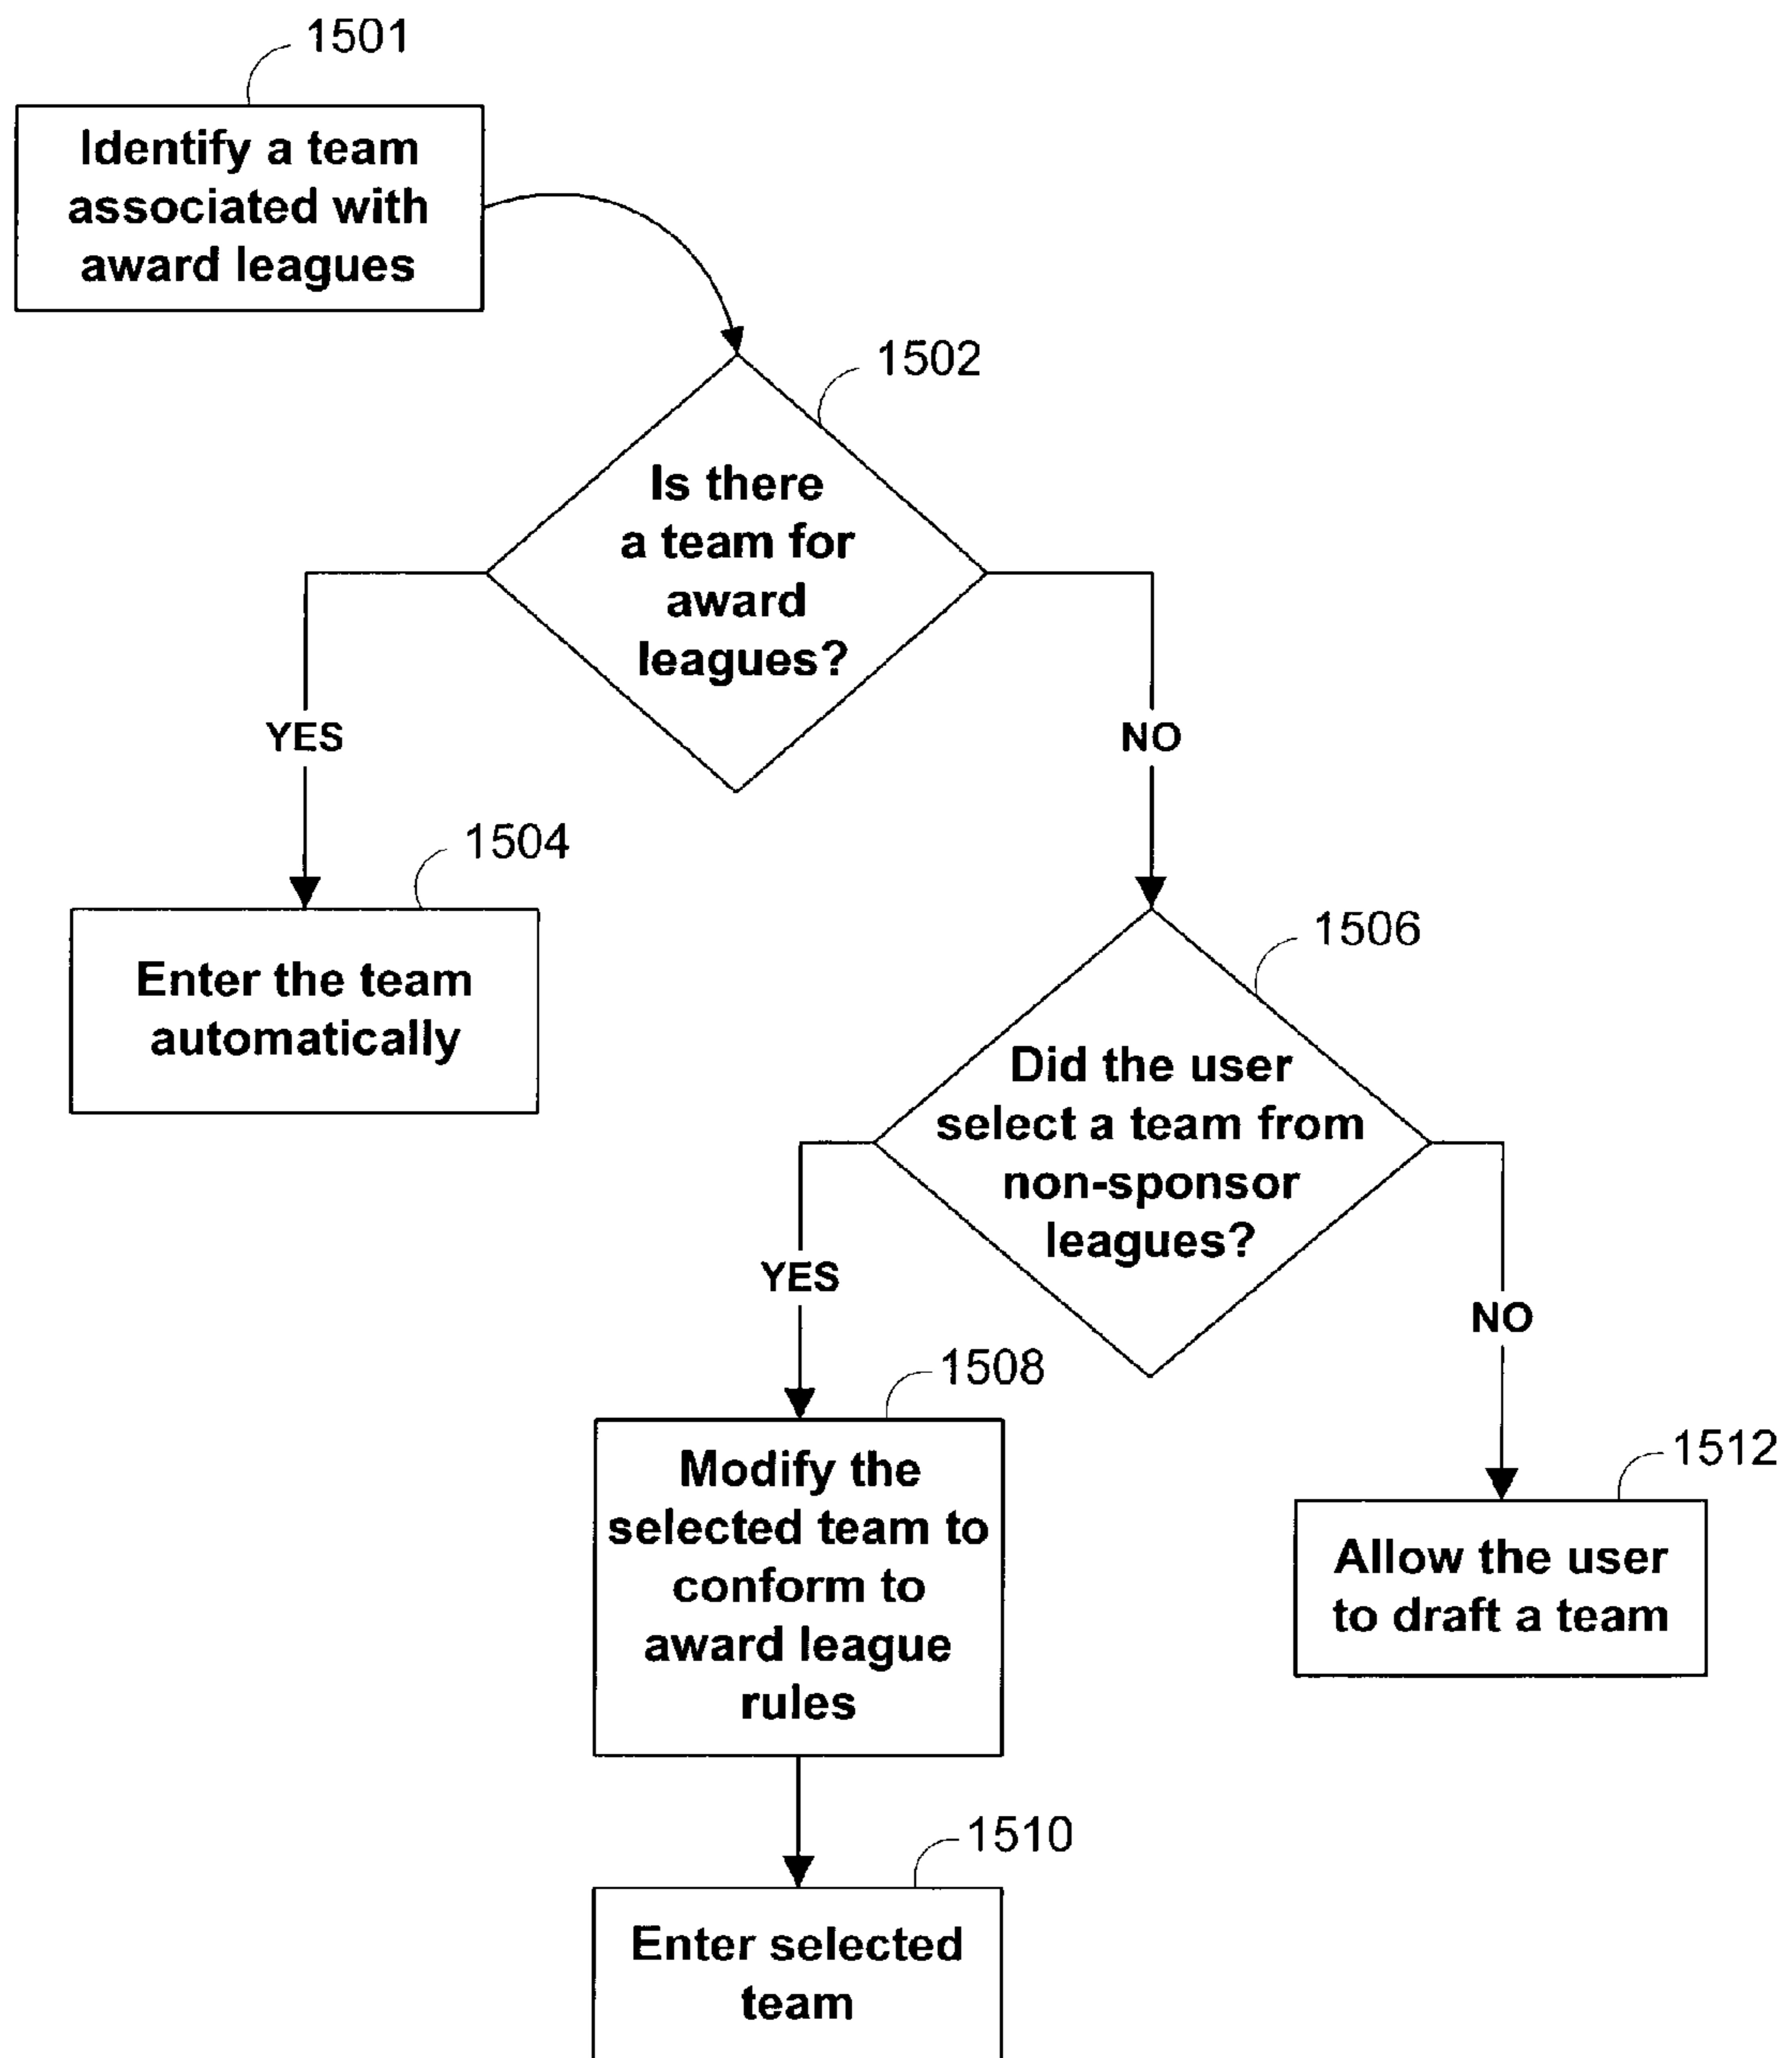 1501
Identify a team
associated with
award leagues
1502
Is there
a team for
award
leagues?
YES
NO
1504
Enter the team
automatically
1506
Did the user
select a team from
non-sponsor
leagues?
YES
NO
1508
Modify the
selected team to
conform to
award league
rules
1512
Allow the user
to draft a team
1510
Enter selected
team